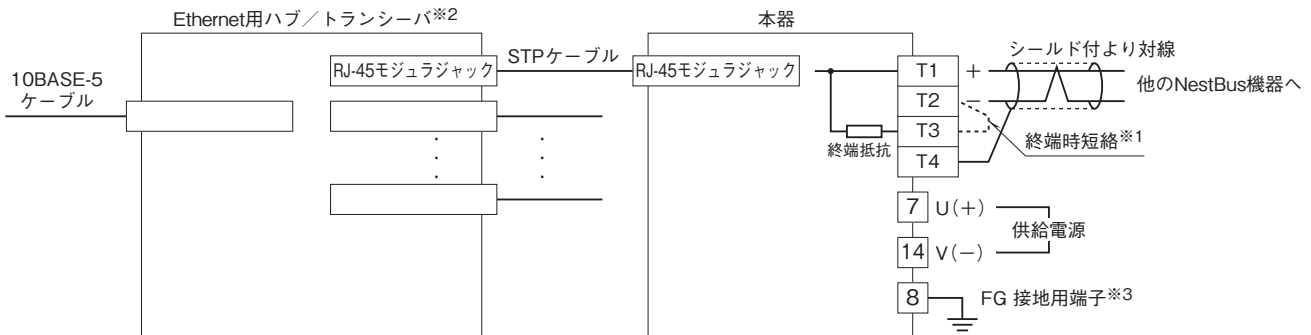 Ethernet用ハブ／トランシーバ※2
本器
10BASE-5
ケーブル
RJ-45モジュラジャック
STPケーブル
RJ-45モジュラジャック
終端抵抗
T1
T2
T3
T4
＋
－
シールド付より対線
他のNestBus機器へ
終端時短絡※1
7
U(＋)
供給電源
14
V(－)
8
FG 接地用端子※3